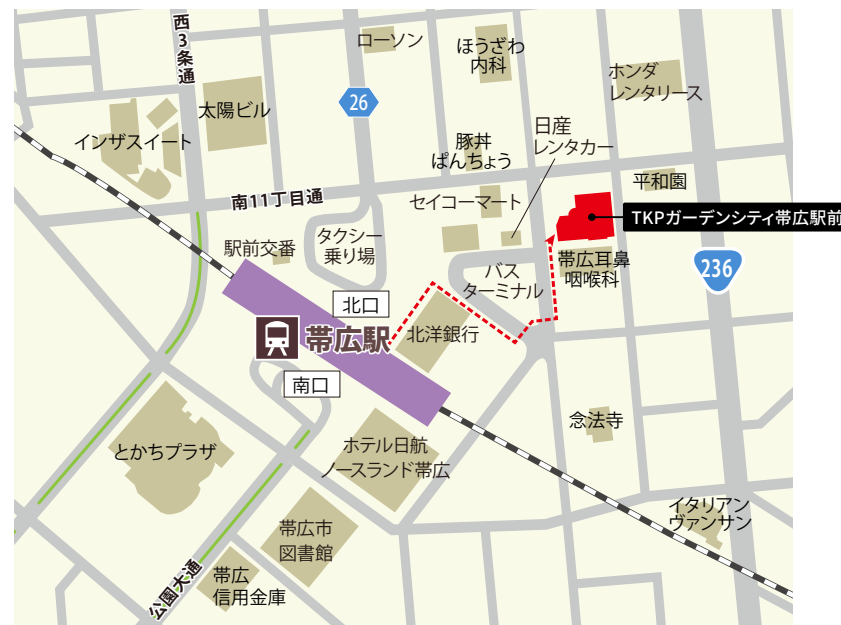 西3条通
ローソン
ほうざわ
内科
ホンダ
レンタリース
太陽ビル
26
インザスイート
日産
レンタカー
豚丼
ぱんちょう
平和園
南11丁目通
セイコーマート
TKPガーデンシティ帯広駅前
駅前交番
タクシー
乗り場
バス
ターミナル
帯広耳鼻
咽喉科
236
北口
帯広駅
北洋銀行
南口
念法寺
とかちプラザ
ホテル日航
ノースランド帯広
イタリアン
ヴァンサン
帯広市
図書館
帯広
信用金庫
公園大通